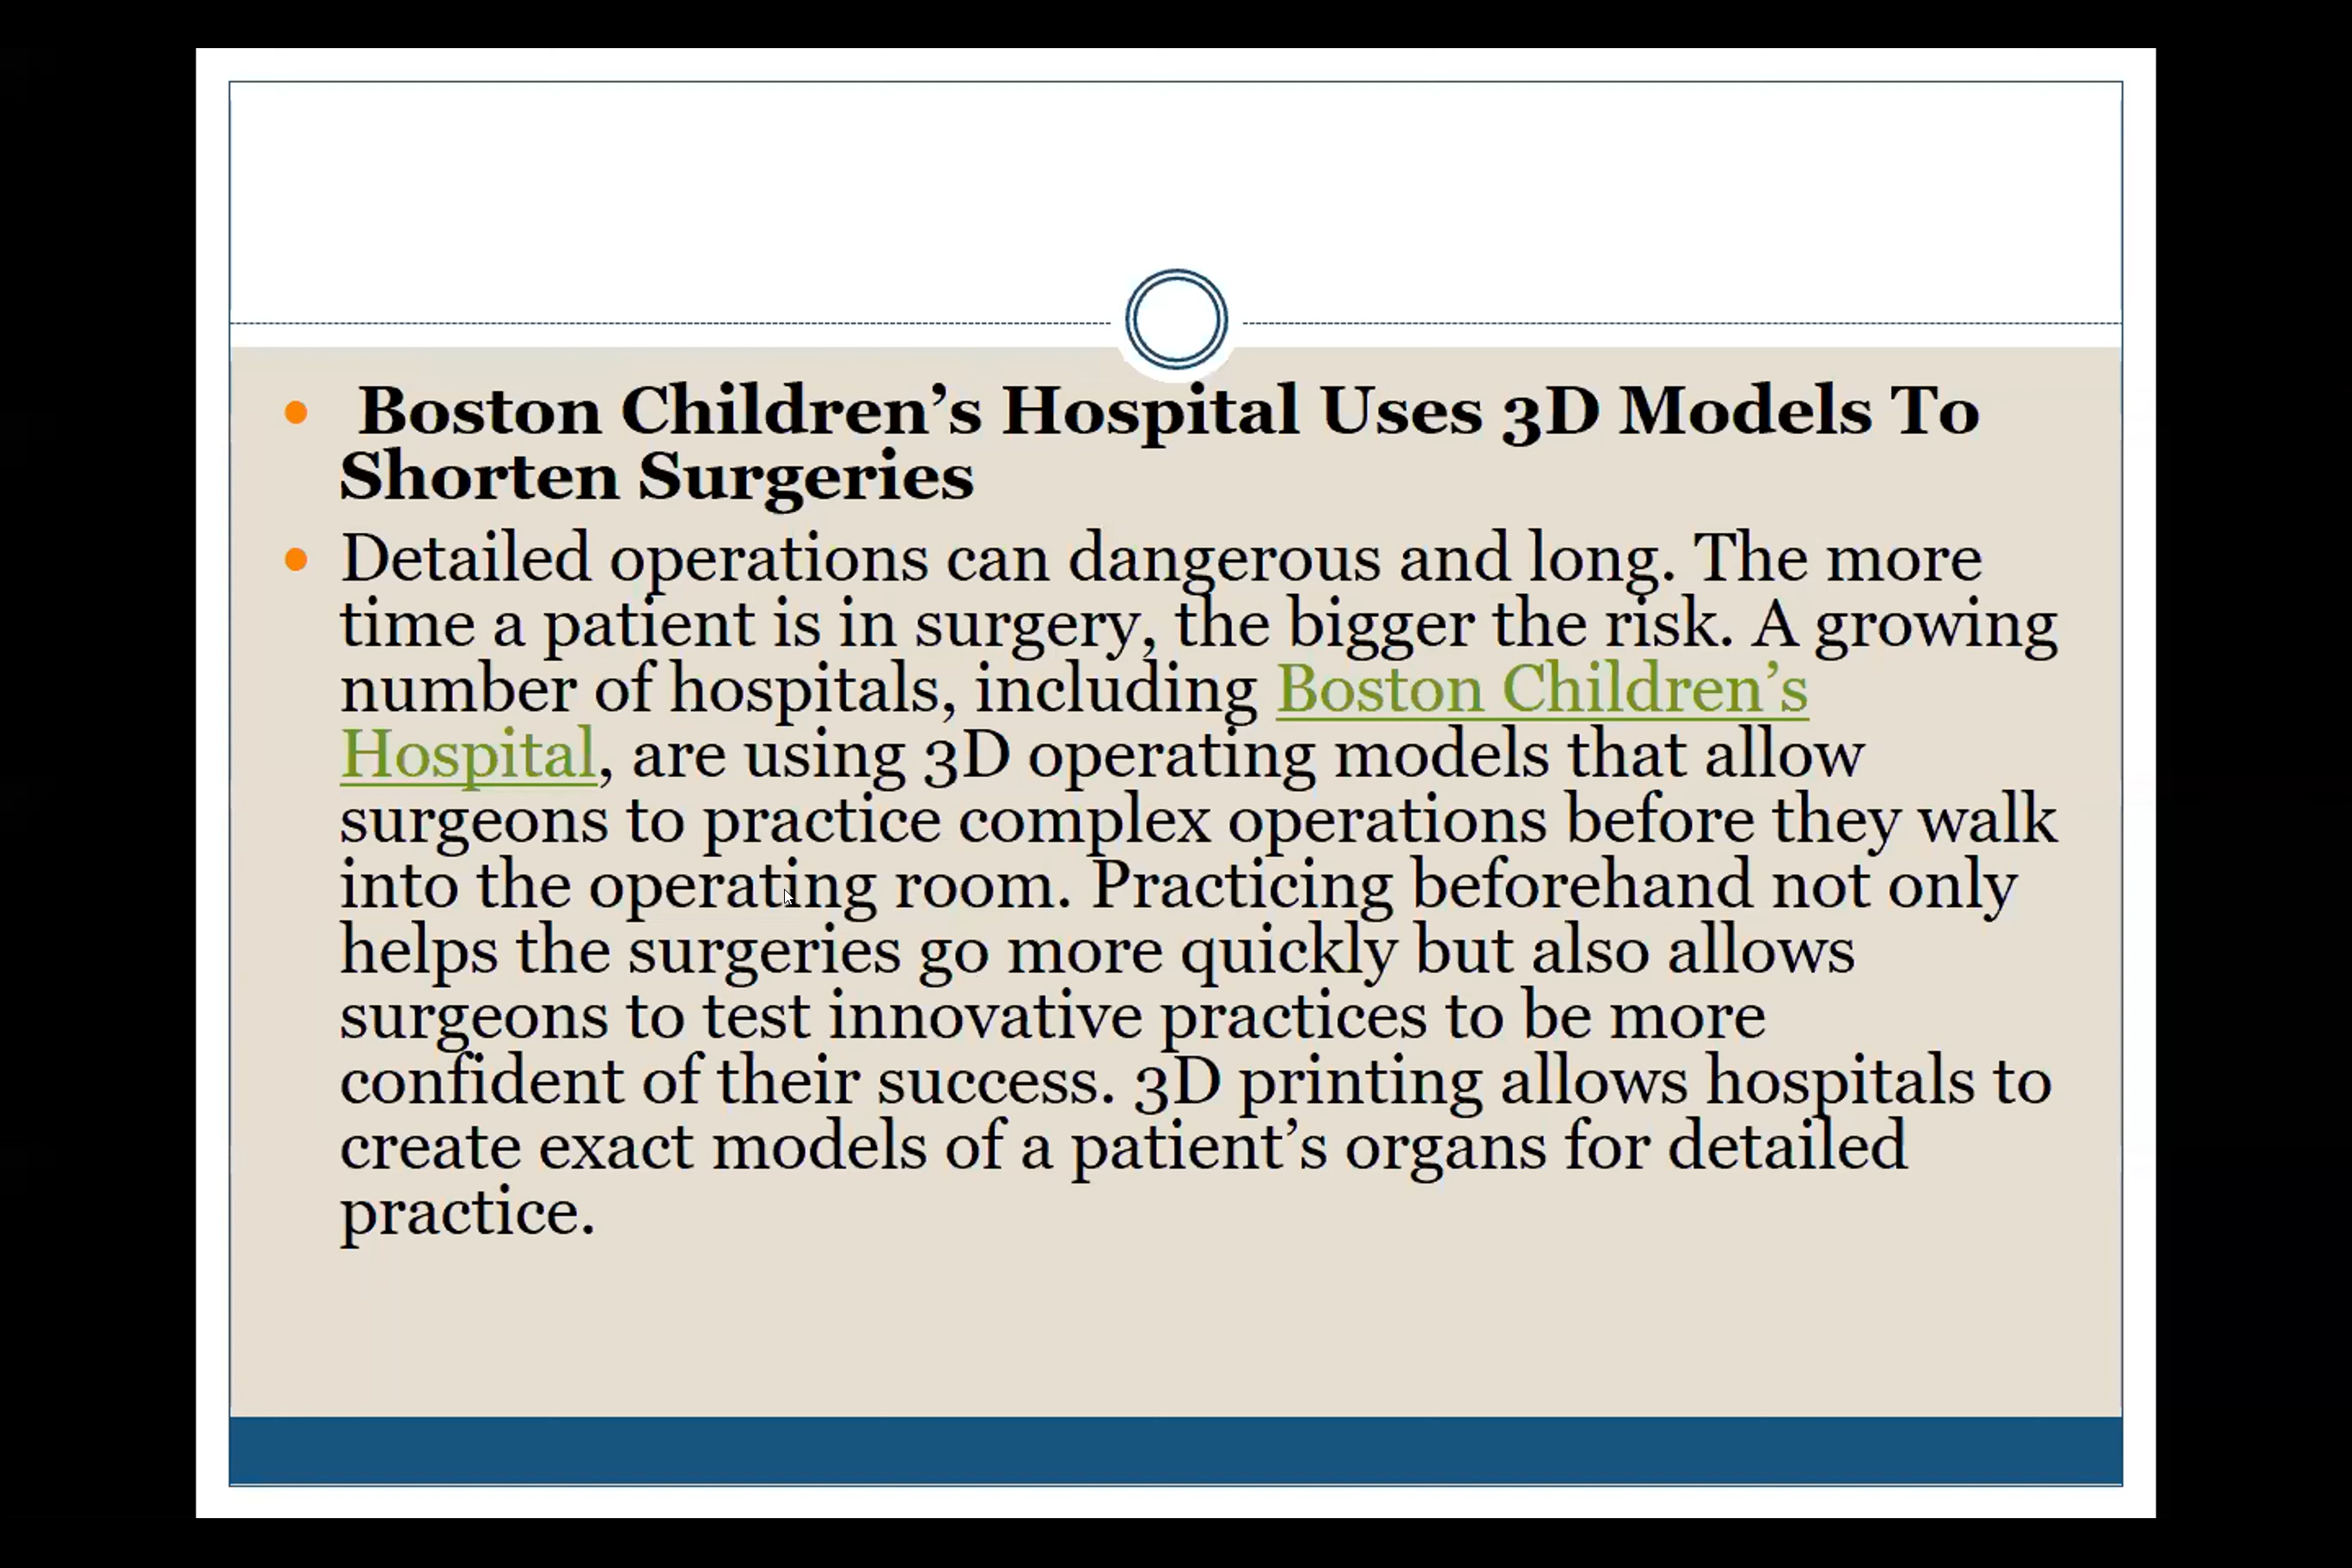 Boston Children’s Hospital Uses 3D Models To
Shorten Surgeries
Detailed operations can dangerous and long. The more
time a patient is in surgery, the bigger the risk. A growing
number of hospitals, including Boston Children’s
Hospital, are using 3D operating models that allow
surgeons to practice complex operations before they walk
into the operating room. Practicing beforehand not only
helps the surgeries go more quickly but also allows
surgeons to test innovative practices to be more
confident of their success. 3D printing allows hospitals to
create exact models of a patient’s organs for detailed
practice.